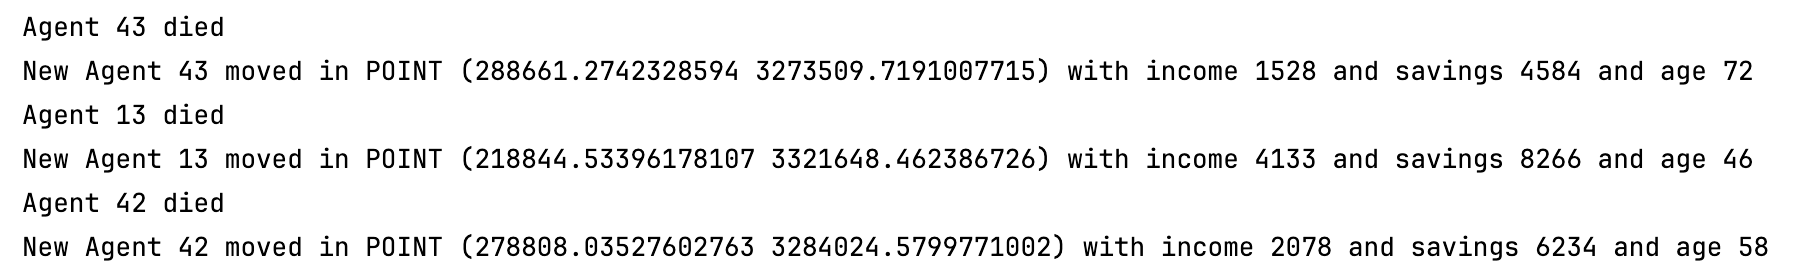 Agent 43 died
New Agent 43 moved in POINT (288661.2742328594 3273509.7191007715) with income 1528 and savings 4584 and age 72
Agent 13 died
New Agent 13 moved in POINT (218844.53396178107 3321648.462386726) with income 4133 and savings 8266 and age 46
Agent 42 died
New Agent 42 moved in POINT (278808.03527602763 3284024.5799771002) with income 2078 and savings 6234 and age 58